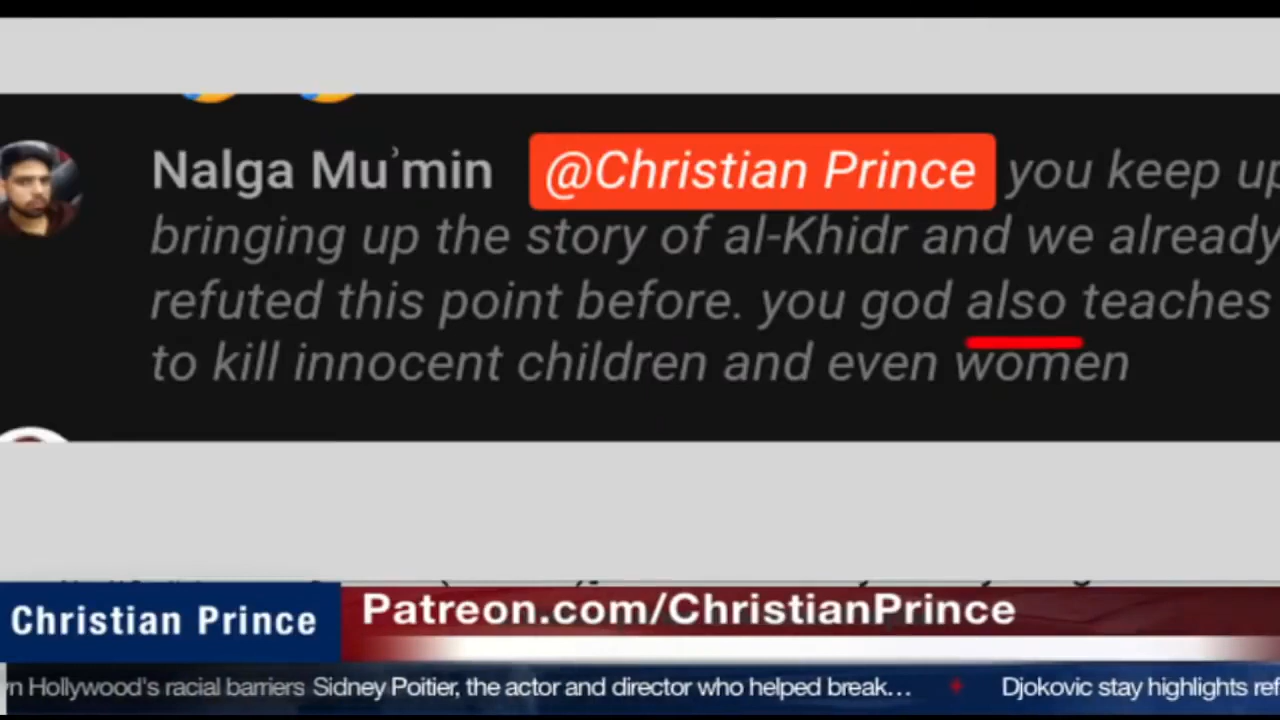 Nalga Mu'min @Christian Prince you keep up
bringing up the story of al-Khidr and we already
refuted this point before. you god also teaches
to kill innocent children and even women
Christian Prince
Patreon.com/ChristianPrince
Hollywood's racial barriers Sidney Poitier, the actor and director who helped break… Djokovic stay highlights